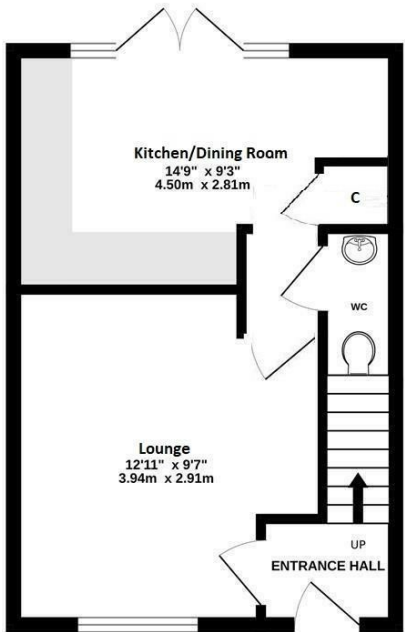 Kitchen/Dining Room
14'9" x 9'3"
4.50m x 2.81m
C
WC
Lounge
12'11" x 9'7"
3.94m x 2.91m
UP
ENTRANCE HALL